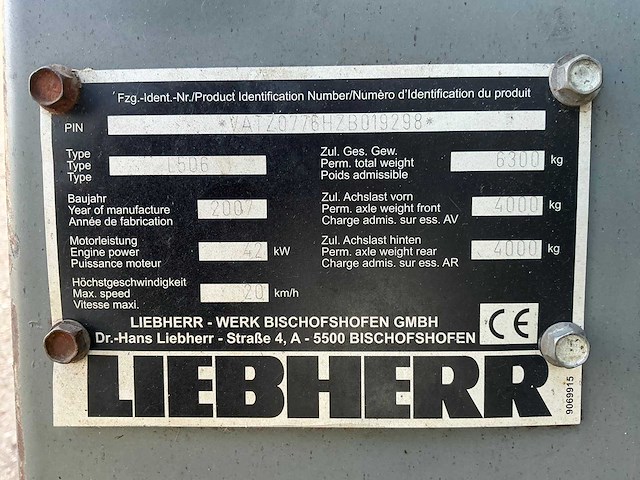 Fzg.-Ident.-Nr./Product Identification Number/Numèro d'Identification du produit
PIN *VATZ0776HZB019298*
Type
Type L506
Type
Zul. Ges. Gew.
Perm. total weight 6300 kg
Poids admissible
Baujahr
Year of manufacture 2007
Année de fabrication
Zul. Achslast vorn
Perm. axle weight front 4000 kg
Charge admis. sur ess. AV
Motorleistung
Engine power 42 kW
Puissance moteur
Zul. Achslast hinten
Perm. axle weight rear 4000 kg
Charge admis. sur ess. AR
Höchstgeschwindigkeit
Max. speed 20 km/h
Vitesse maxi.
LIEBHERR - WERK BISCHOFSHOFEN GMBH
Dr.-Hans Liebherr - Straße 4, A - 5500 BISCHOFSHOFEN
CE
LIEBHERR
9069915